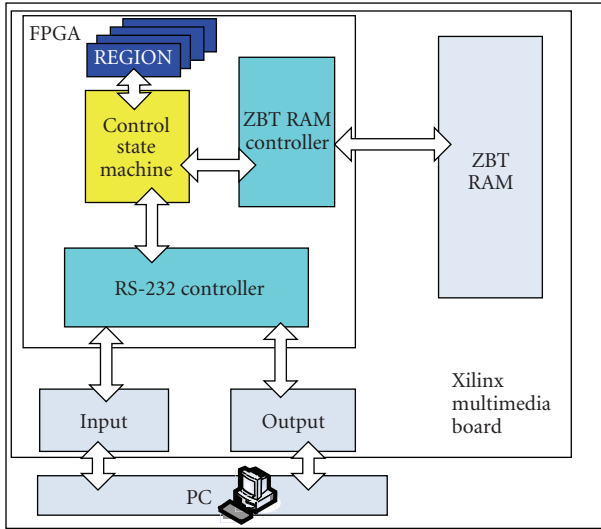 FPGA
REGION
Control
state
machine
ZBT RAM
controller
ZBT
RAM
RS-232 controller
Input
Output
Xilinx
multimedia
board
PC